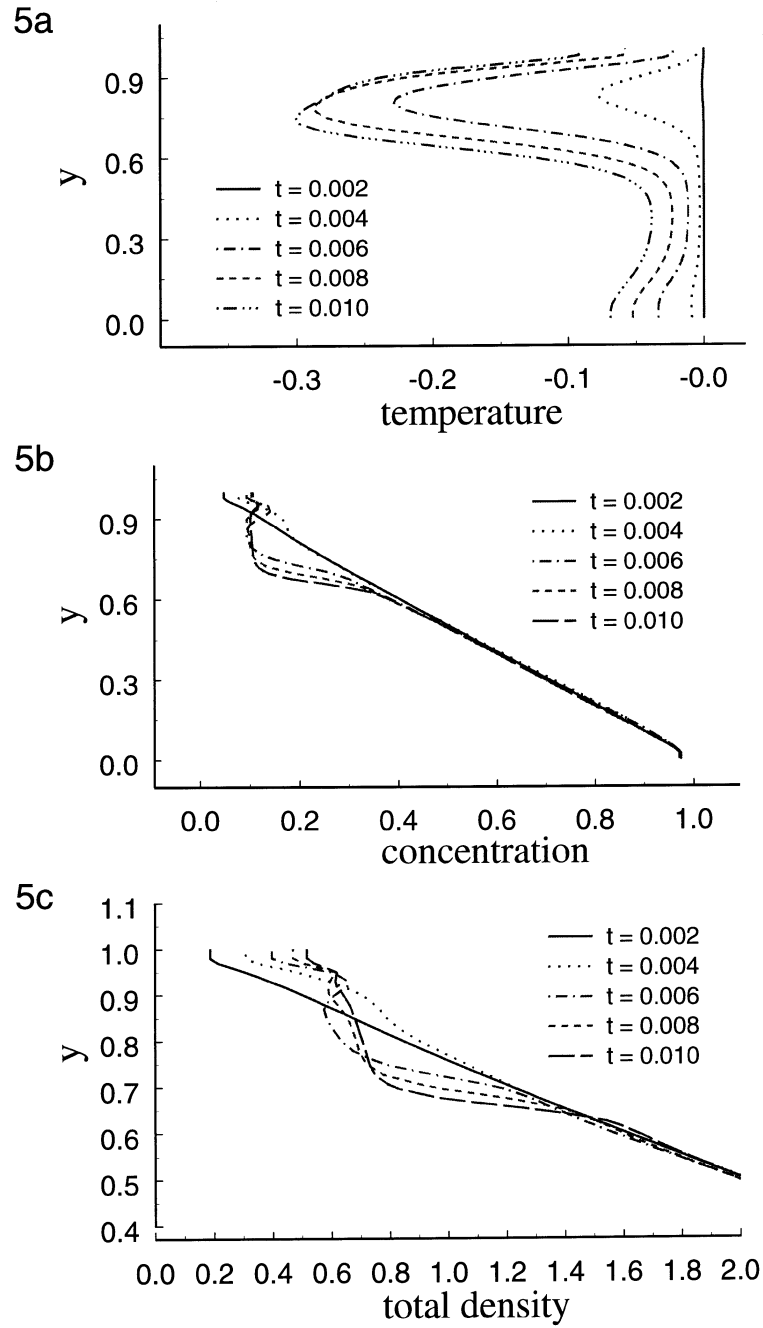 5a
0.9
0.6
0.3
0.0
y
t = 0.002
t = 0.004
t = 0.006
t = 0.008
t = 0.010
-0.3 -0.2 -0.1 -0.0
temperature
5b
0.9
0.6
0.3
0.0
y
t = 0.002
t = 0.004
t = 0.006
t = 0.008
t = 0.010
0.0 0.2 0.4 0.6 0.8 1.0
concentration
5c
1.1
1.0
0.9
0.8
0.7
0.6
0.5
0.4
y
t = 0.002
t = 0.004
t = 0.006
t = 0.008
t = 0.010
0.0 0.2 0.4 0.6 0.8 1.0 1.2 1.4 1.6 1.8 2.0
total density